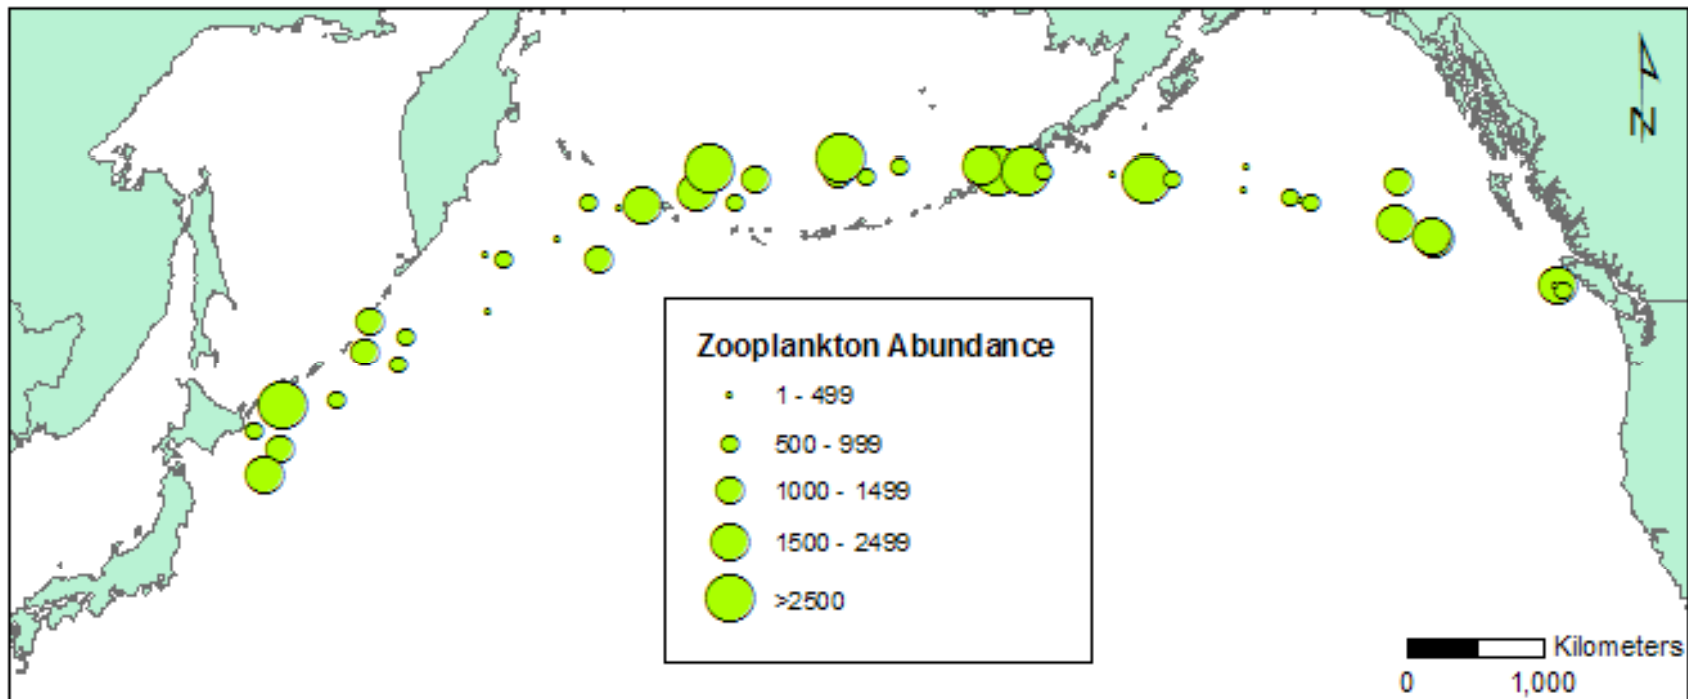 N
Zooplankton Abundance
1 - 499
500 - 999
1000 - 1499
1500 - 2499
>2500
Kilometers
0 1,000